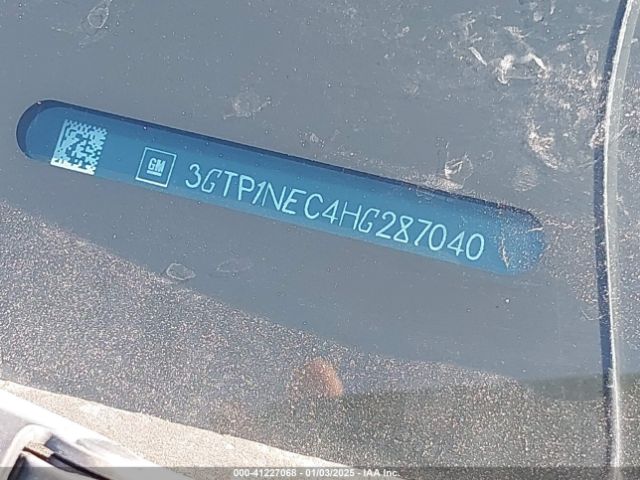 GM
3GTP1NEC4HG287040
000-41227068 - 01/03/2025 - IAA Inc.